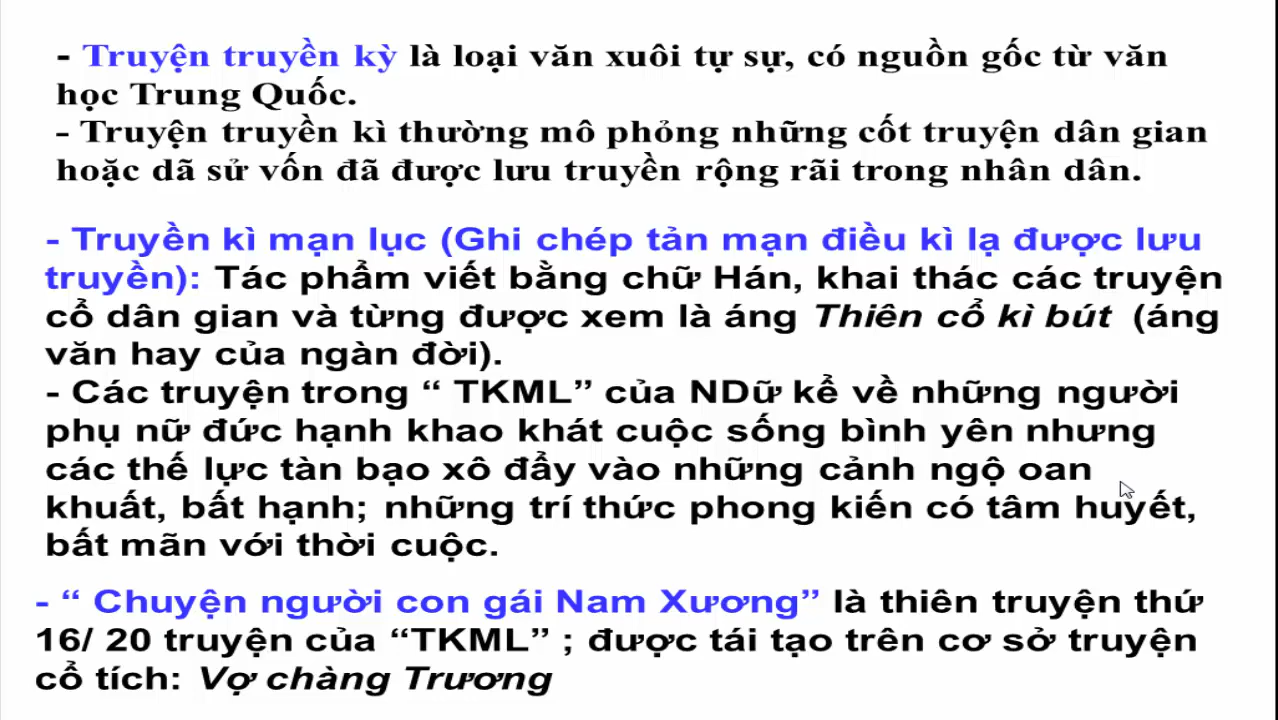 - Truyện truyền kỳ là loại văn xuôi tự sự, có nguồn gốc từ văn
học Trung Quốc.
- Truyện truyền kì thường mô phỏng những cốt truyện dân gian
hoặc dã sử vốn đã được lưu truyền rộng rãi trong nhân dân.
- Truyền kì mạn lục (Ghi chép tản mạn điều kì lạ được lưu
truyền): Tác phẩm viết bằng chữ Hán, khai thác các truyện
cổ dân gian và từng được xem là áng Thiên cổ kì bút (áng
văn hay của ngàn đời).
- Các truyện trong “ TKML” của NDữ kể về những người
phụ nữ đức hạnh khao khát cuộc sống bình yên nhưng
các thế lực tàn bạo xô đẩy vào những cảnh ngộ oan
khuất, bất hạnh; những trí thức phong kiến có tâm huyết,
bất mãn với thời cuộc.
- “ Chuyện người con gái Nam Xương” là thiên truyện thứ
16/ 20 truyện của “TKML” ; được tái tạo trên cơ sở truyện
cổ tích: Vợ chàng Trương